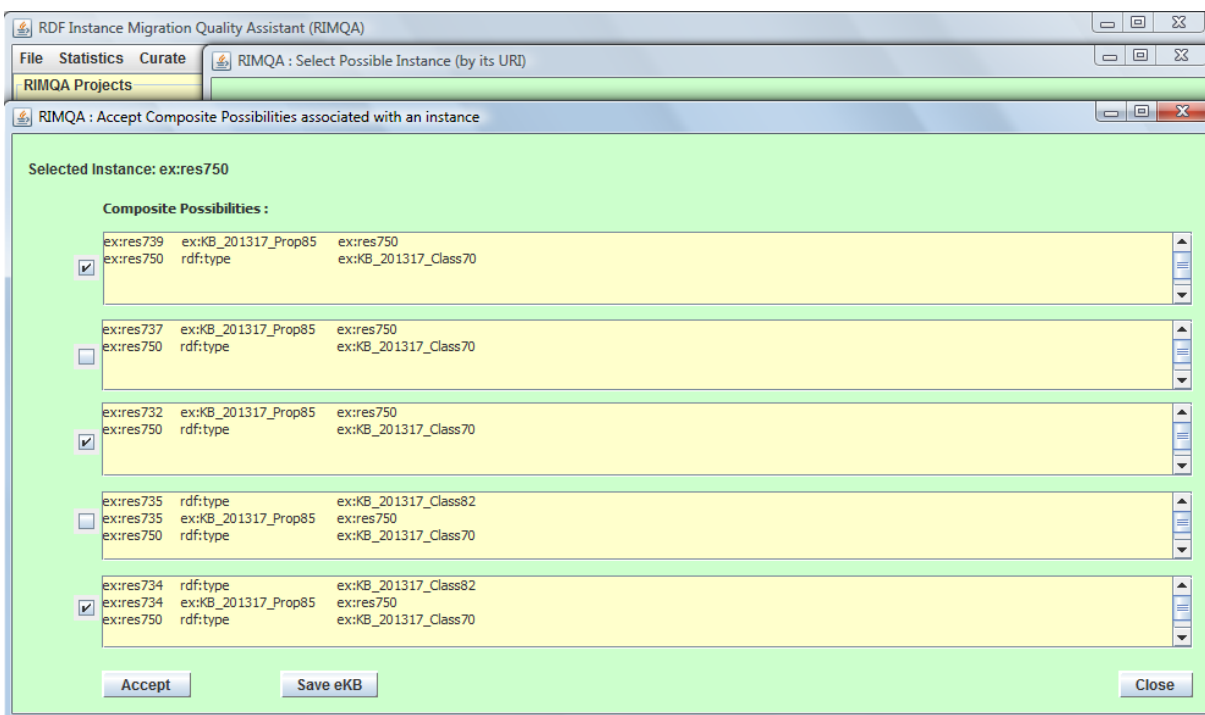 RDF Instance Migration Quality Assistant (RIMQA)
File Statistics Curate
RIMQA : Select Possible Instance (by its URI)
RIMQA Projects
RIMQA : Accept Composite Possibilities associated with an instance
Selected Instance: ex:res750
Composite Possibilities :
ex:res739 ex:KB_201317_Prop85 ex:res750
ex:res750 rdf:type ex:KB_201317_Class70
ex:res737 ex:KB_201317_Prop85 ex:res750
ex:res750 rdf:type ex:KB_201317_Class70
ex:res732 ex:KB_201317_Prop85 ex:res750
ex:res750 rdf:type ex:KB_201317_Class70
ex:res735 rdf:type ex:KB_201317_Class82
ex:res735 ex:KB_201317_Prop85 ex:res750
ex:res750 rdf:type ex:KB_201317_Class70
ex:res734 rdf:type ex:KB_201317_Class82
ex:res734 ex:KB_201317_Prop85 ex:res750
ex:res750 rdf:type ex:KB_201317_Class70
Accept Save eKB Close